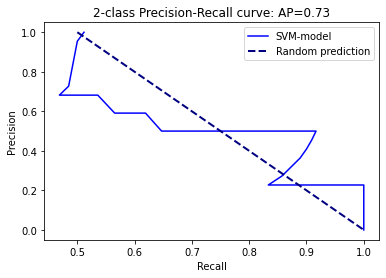 2-class Precision-Recall curve: AP=0.73
SVM-model
Random prediction
Precision
1.0
0.8
0.6
0.4
0.2
0.0
0.5
0.6
0.7
0.8
0.9
1.0
Recall